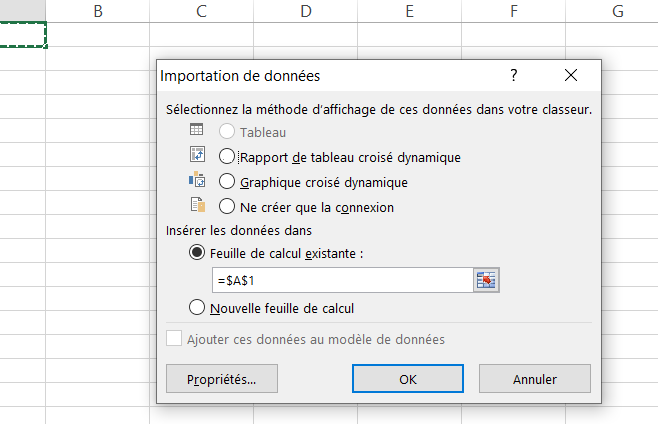 B C D E F G
Importation de données ?
Sélectionnez la méthode d'affichage de ces données dans votre classeur.
Tableau
Rapport de tableau croisé dynamique
Graphique croisé dynamique
Ne créer que la connexion
Insérer les données dans
Feuille de calcul existante :
=$A$1
Nouvelle feuille de calcul
Ajouter ces données au modèle de données
Propriétés... OK Annuler